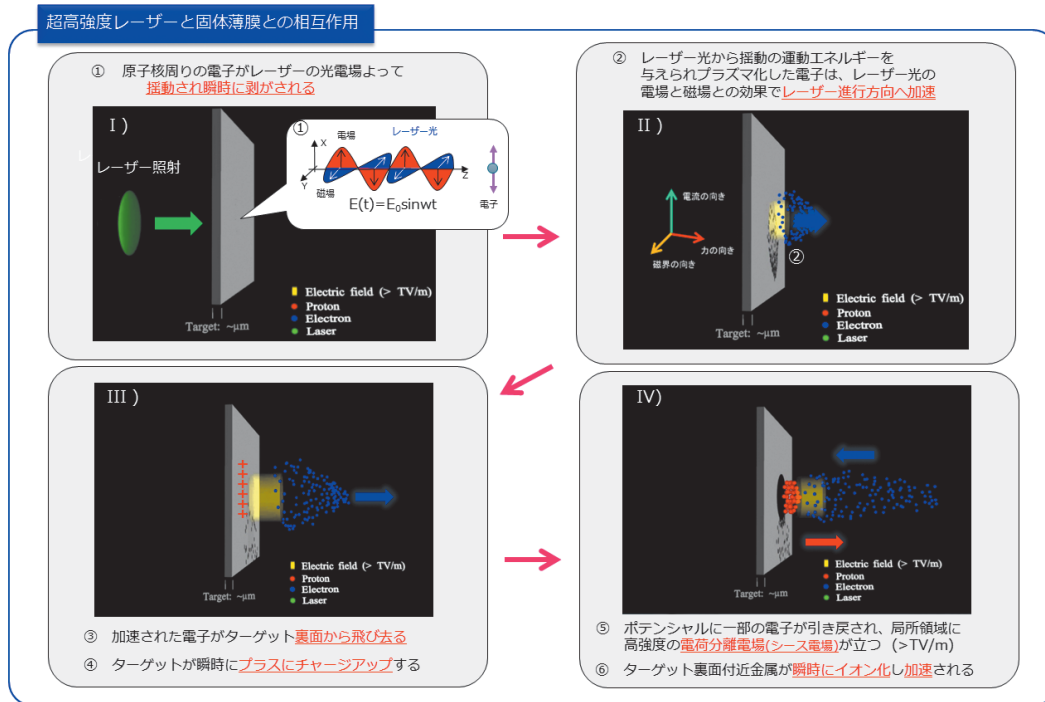 超高強度レーザーと固体薄膜との相互作用
① 原子核周りの電子がレーザーの光電場よって
揺動され瞬時に剥がされる
I )
レーザー照射
①
電場
レーザー光
X
Y
Z
磁場
電子
E(t)=E₀sinwt
Electric field (> TV/m)
Proton
Electron
Laser
Target: ~μm
② レーザー光から揺動の運動エネルギーを
与えられプラズマ化した電子は、レーザー光の
電場と磁場との効果でレーザー進行方向へ加速
II )
電流の向き
力の向き
磁界の向き
②
Electric field (> TV/m)
Proton
Electron
Laser
Target: ~μm
III )
+
+
+
+
+
+
Electric field (> TV/m)
Proton
Electron
Laser
Target: ~μm
③ 加速された電子がターゲット裏面から飛び去る
④ ターゲットが瞬時にプラスにチャージアップする
IV)
Electric field (> TV/m)
Proton
Electron
Laser
Target: ~μm
⑤ ポテンシャルに一部の電子が引き戻され、局所領域に
高強度の電荷分離電場(シース電場)が立つ (>TV/m)
⑥ ターゲット裏面付近金属が瞬時にイオン化し加速される